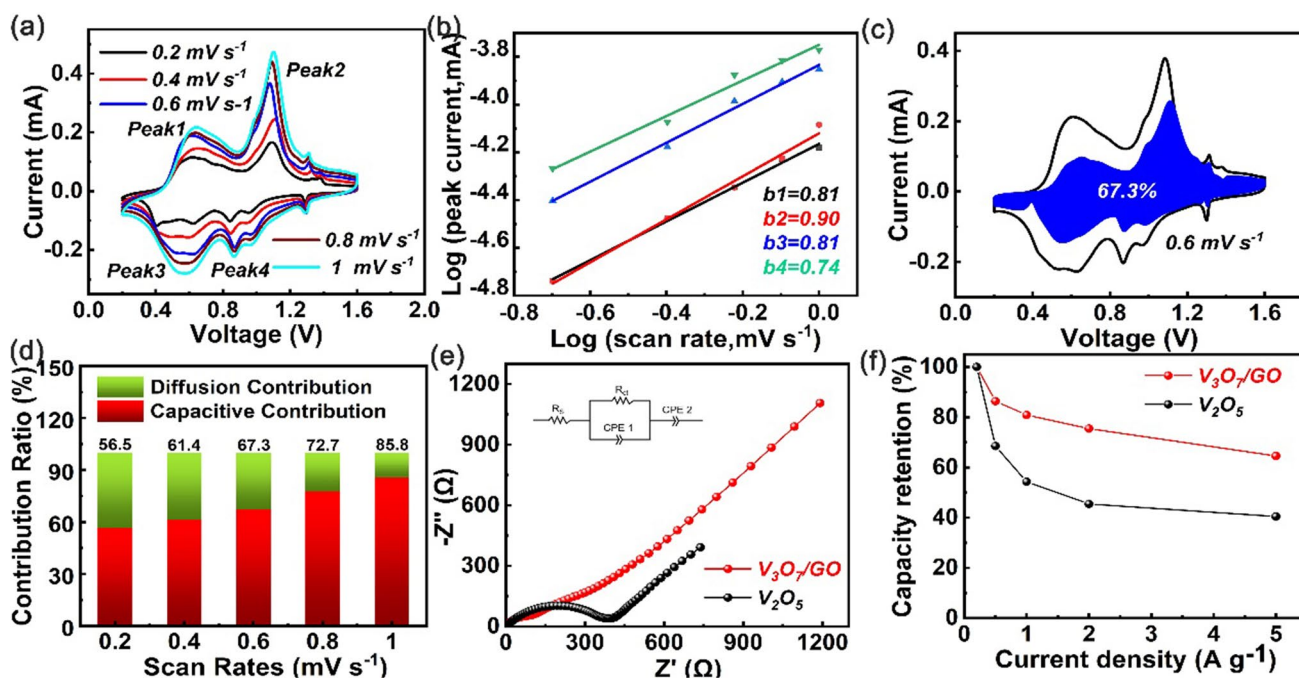 (a)
0.2 mV s⁻¹
0.4 mV s⁻¹
0.6 mV s-1
Peak1
Peak2
Peak3
Peak4
0.8 mV s⁻¹
1 mV s⁻¹
0.4
0.2
0.0
-0.2
Current (mA)
0.0 0.4 0.8 1.2 1.6 2.0
Voltage (V)
(b)
-3.8
-4.0
-4.2
-4.4
-4.6
-4.8
Log (peak current,mA)
b1=0.81
b2=0.90
b3=0.81
b4=0.74
-0.8 -0.7 -0.6 -0.5 -0.4 -0.3 -0.2 -0.1 0.0
Log (scan rate,mV s⁻¹)
(c)
0.4
0.2
0.0
-0.2
Current (mA)
67.3%
0.6 mV s⁻¹
0.0 0.4 0.8 1.2 1.6
Voltage (V)
(d)
150
120
90
60
30
0
Contribution Ratio (%)
Diffusion Contribution
Capacitive Contribution
56.5 61.4 67.3 72.7 85.8
0.2 0.4 0.6 0.8 1
Scan Rates (mV s⁻¹)
(e)
1200
900
600
300
0
-Z'' (Ω)
Rₛ
CPE 1
CPE 2
V₃O₇/GO
V₂O₅
0 300 600 900 1200
Z' (Ω)
(f)
100
80
60
40
20
0
Capacity retention (%)
V₃O₇/GO
V₂O₅
0 1 2 3 4 5
Current density (A g⁻¹)